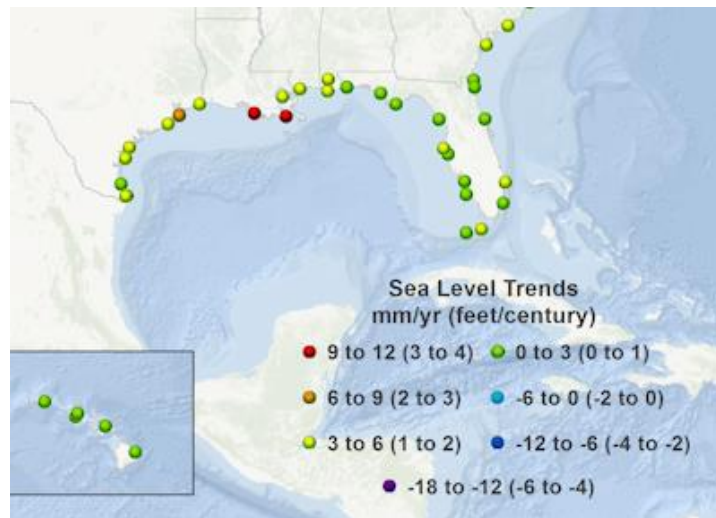 Sea Level Trends
mm/yr (feet/century)
9 to 12 (3 to 4)
0 to 3 (0 to 1)
6 to 9 (2 to 3)
-6 to 0 (-2 to 0)
3 to 6 (1 to 2)
-12 to -6 (-4 to -2)
-18 to -12 (-6 to -4)